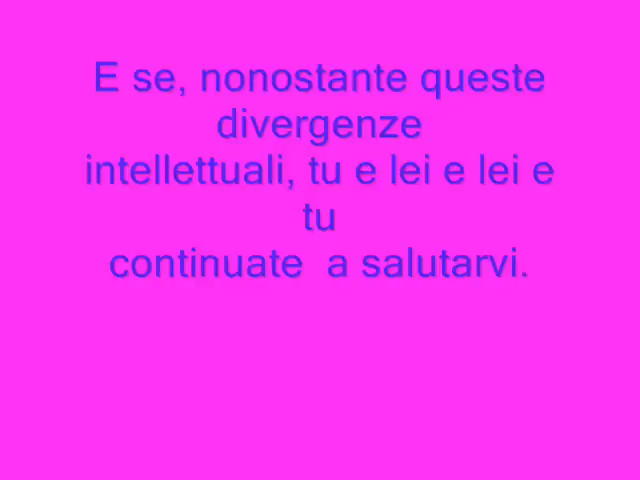 E se, nonostante queste
divergenze
intellettuali, tu e lei e lei e
tu
continuate  a salutarvi.